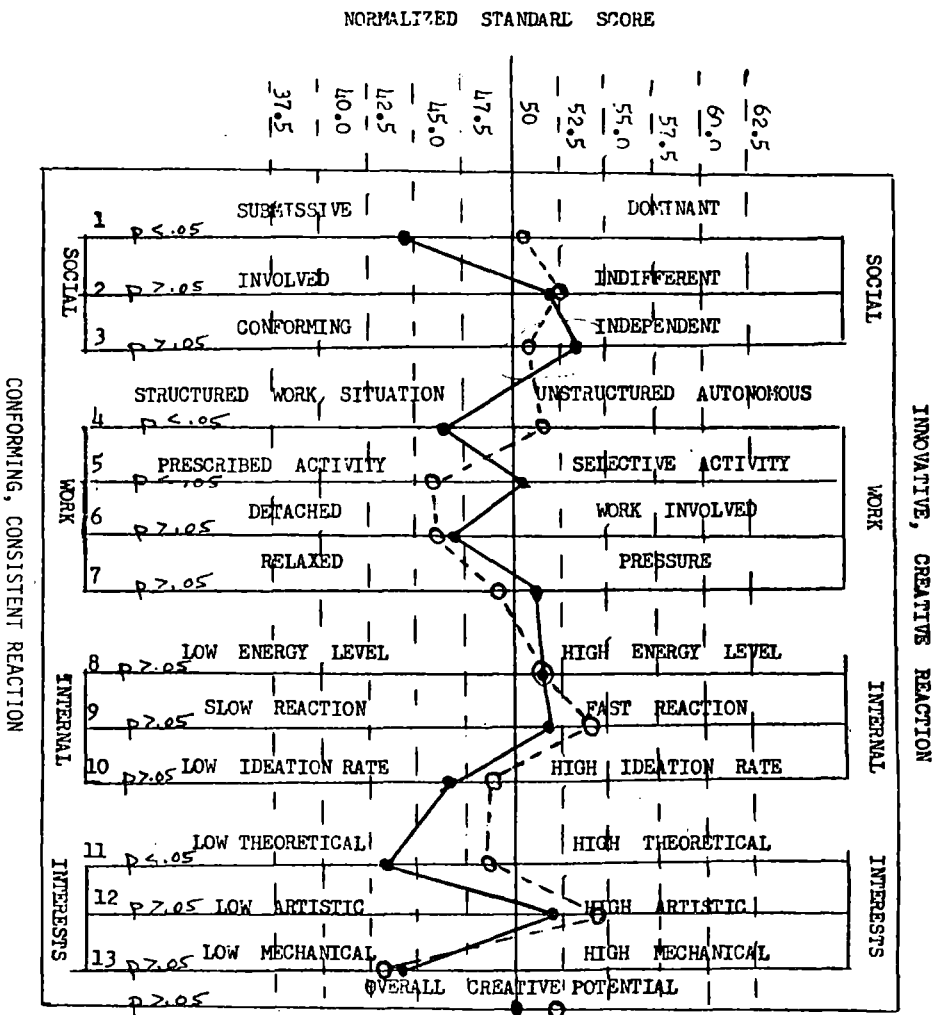 NORMALIZED STANDARD SCORE
37.5 40.0 42.5 45.0 47.5 50 52.5 55.0 57.5 60.0 62.5
SUBMISSIVE DOMINANT
1 p<.05
INVOLVED INDIFFERENT
2 p>.05
CONFORMING INDEPENDENT
3 p>.05
SOCIAL SOCIAL
STRUCTURED WORK SITUATION UNSTRUCTURED AUTONOMOUS
4 p<.05
5 PRESCRIBED ACTIVITY SELECTIVE ACTIVITY
p<.05
6 DETACHED WORK INVOLVED
p>.05
7 RELAXED PRESSURE
p>.05
WORK WORK
LOW ENERGY LEVEL HIGH ENERGY LEVEL
8 p>.05
9 SLOW REACTION FAST REACTION
p>.05
10 p>.05 LOW IDEATION RATE HIGH IDEATION RATE
INTERNAL INTERNAL
LOW THEORETICAL HIGH THEORETICAL
11 p<.05
12 p>.05 LOW ARTISTIC HIGH ARTISTIC
13 p>.05 LOW MECHANICAL HIGH MECHANICAL
INTERESTS INTERESTS
OVERALL CREATIVE POTENTIAL
p>.05
CONFORMING, CONSISTENT REACTION
INNOVATIVE, CREATIVE REACTION